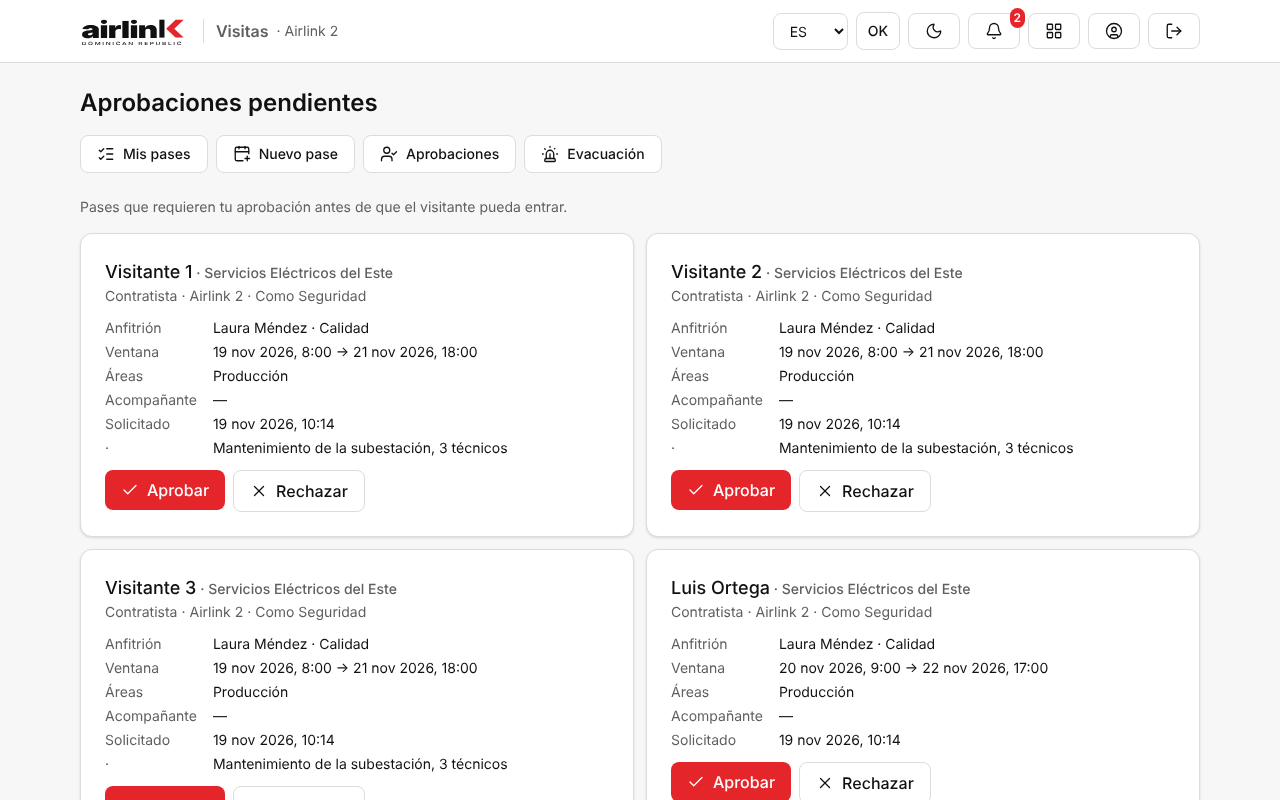 airlink
DOMINICAN REPUBLIC
Visitas · Airlink 2
ES
OK
2
Aprobaciones pendientes
Mis pases
Nuevo pase
Aprobaciones
Evacuación
Pases que requieren tu aprobación antes de que el visitante pueda entrar.
Visitante 1 · Servicios Eléctricos del Este
Contratista · Airlink 2 · Como Seguridad
Anfitrión Laura Méndez · Calidad
Ventana 19 nov 2026, 8:00 → 21 nov 2026, 18:00
Áreas Producción
Acompañante —
Solicitado 19 nov 2026, 10:14
· Mantenimiento de la subestación, 3 técnicos
Aprobar Rechazar
Visitante 2 · Servicios Eléctricos del Este
Contratista · Airlink 2 · Como Seguridad
Anfitrión Laura Méndez · Calidad
Ventana 19 nov 2026, 8:00 → 21 nov 2026, 18:00
Áreas Producción
Acompañante —
Solicitado 19 nov 2026, 10:14
· Mantenimiento de la subestación, 3 técnicos
Aprobar Rechazar
Visitante 3 · Servicios Eléctricos del Este
Contratista · Airlink 2 · Como Seguridad
Anfitrión Laura Méndez · Calidad
Ventana 19 nov 2026, 8:00 → 21 nov 2026, 18:00
Áreas Producción
Acompañante —
Solicitado 19 nov 2026, 10:14
· Mantenimiento de la subestación, 3 técnicos
Luis Ortega · Servicios Eléctricos del Este
Contratista · Airlink 2 · Como Seguridad
Anfitrión Laura Méndez · Calidad
Ventana 20 nov 2026, 9:00 → 22 nov 2026, 17:00
Áreas Producción
Acompañante —
Solicitado 19 nov 2026, 10:14
Aprobar Rechazar